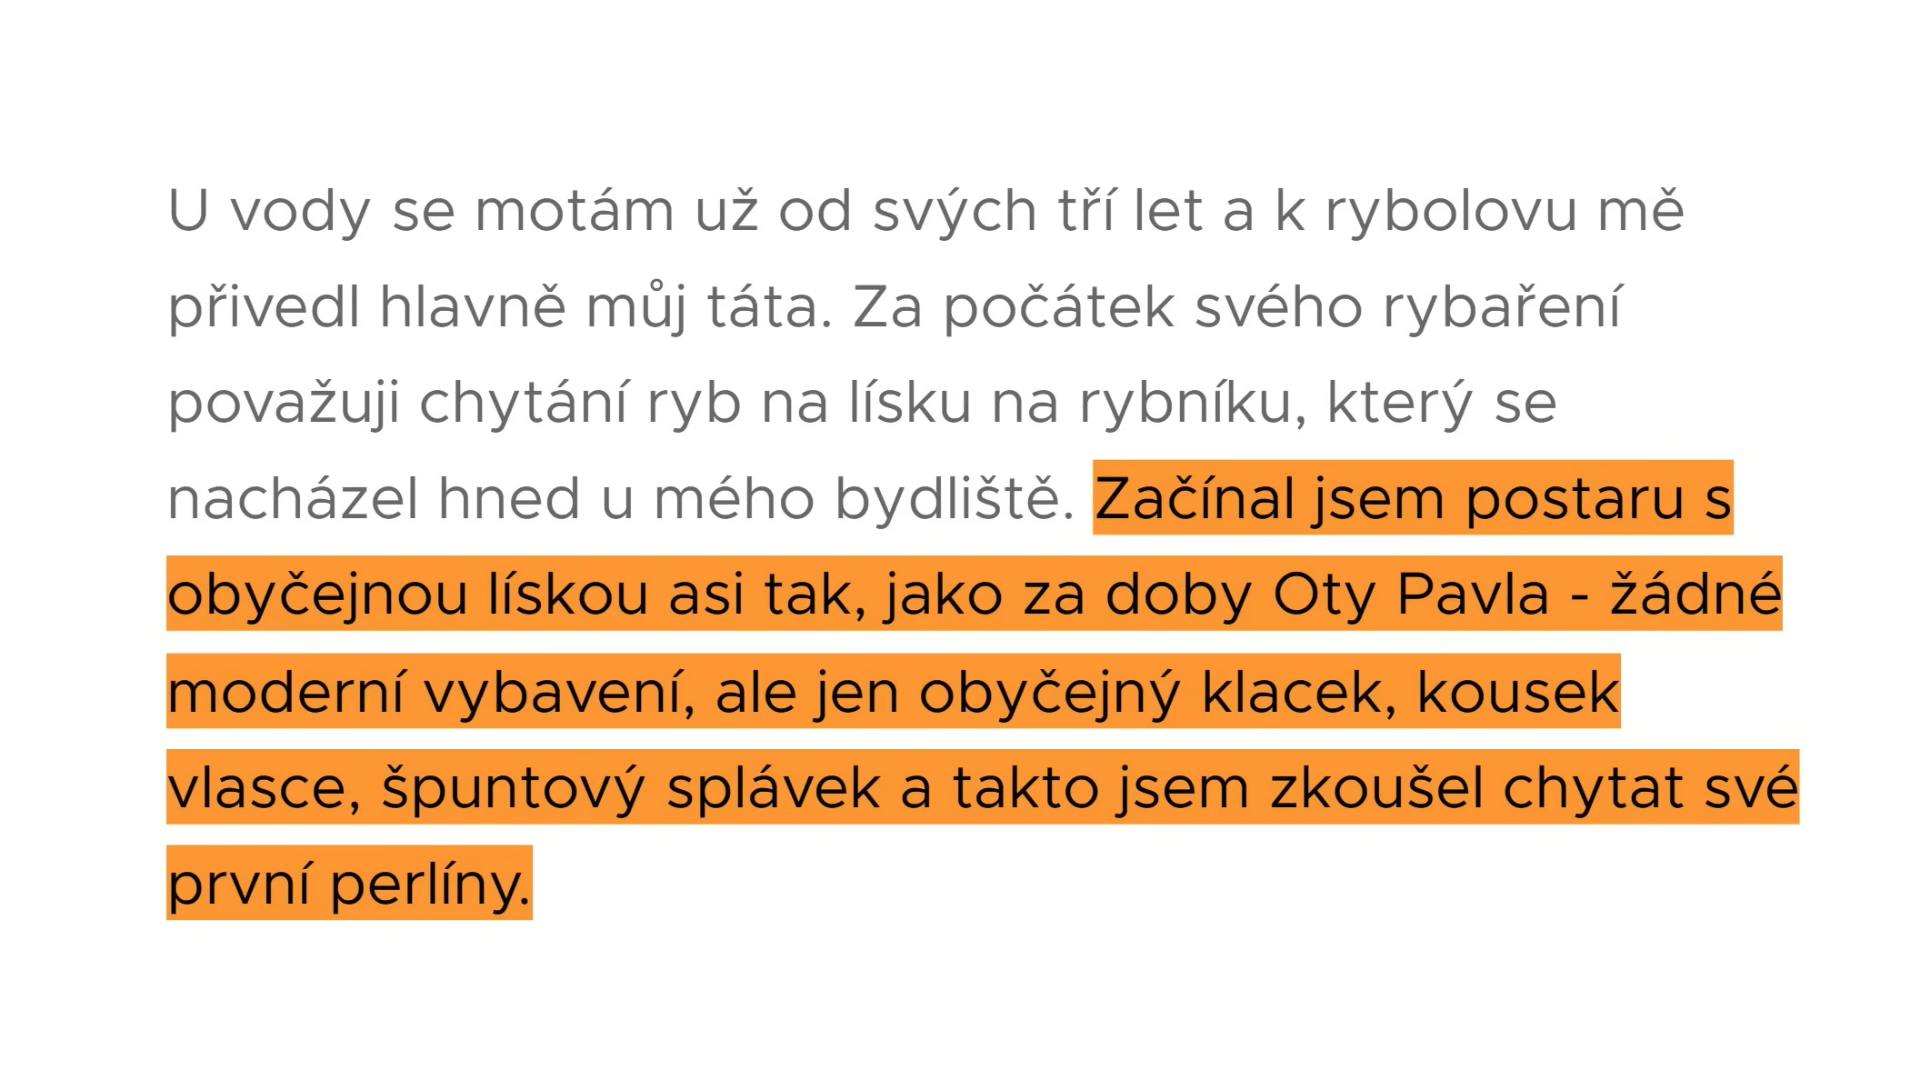 U vody se motám už od svých tří let a k rybolovu mě
přivedl hlavně můj táta. Za počátek svého rybaření
považuji chytání ryb na lísku na rybníku, který se
nacházel hned u mého bydliště. Začínal jsem postaru s
obyčejnou lískou asi tak, jako za doby Oty Pavla - žádné
moderní vybavení, ale jen obyčejný klacek, kousek
vlasce, špuntový splávek a takto jsem zkoušel chytat své
první perlíny.